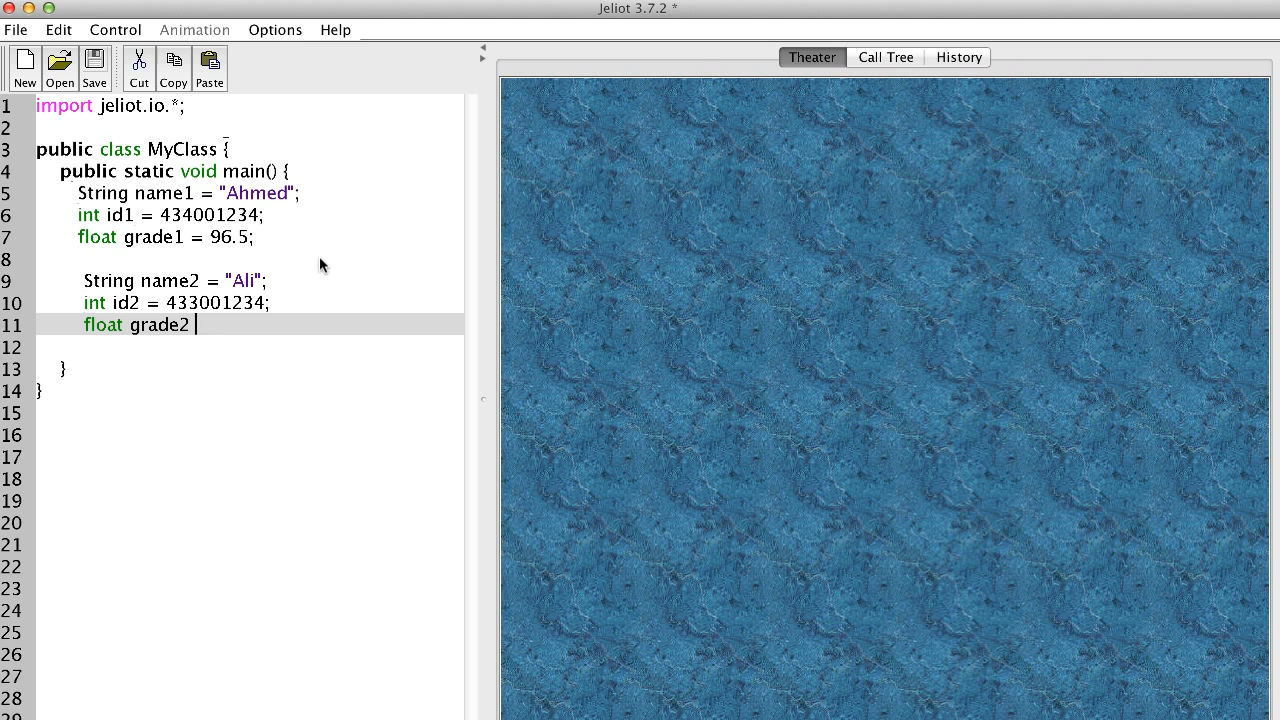 Jeliot 3.7.2 *
File Edit Control Animation Options Help
New Open Save Cut Copy Paste
Theater Call Tree History
1 import jeliot.io.*;
2
3 public class MyClass {
4 public static void main() {
5 String name1 = "Ahmed";
6 int id1 = 434001234;
7 float grade1 = 96.5;
8
9 String name2 = "Ali";
10 int id2 = 433001234;
11 float grade2
12
13 }
14 }
15
16
17
18
19
20
21
22
23
24
25
26
27
28
29